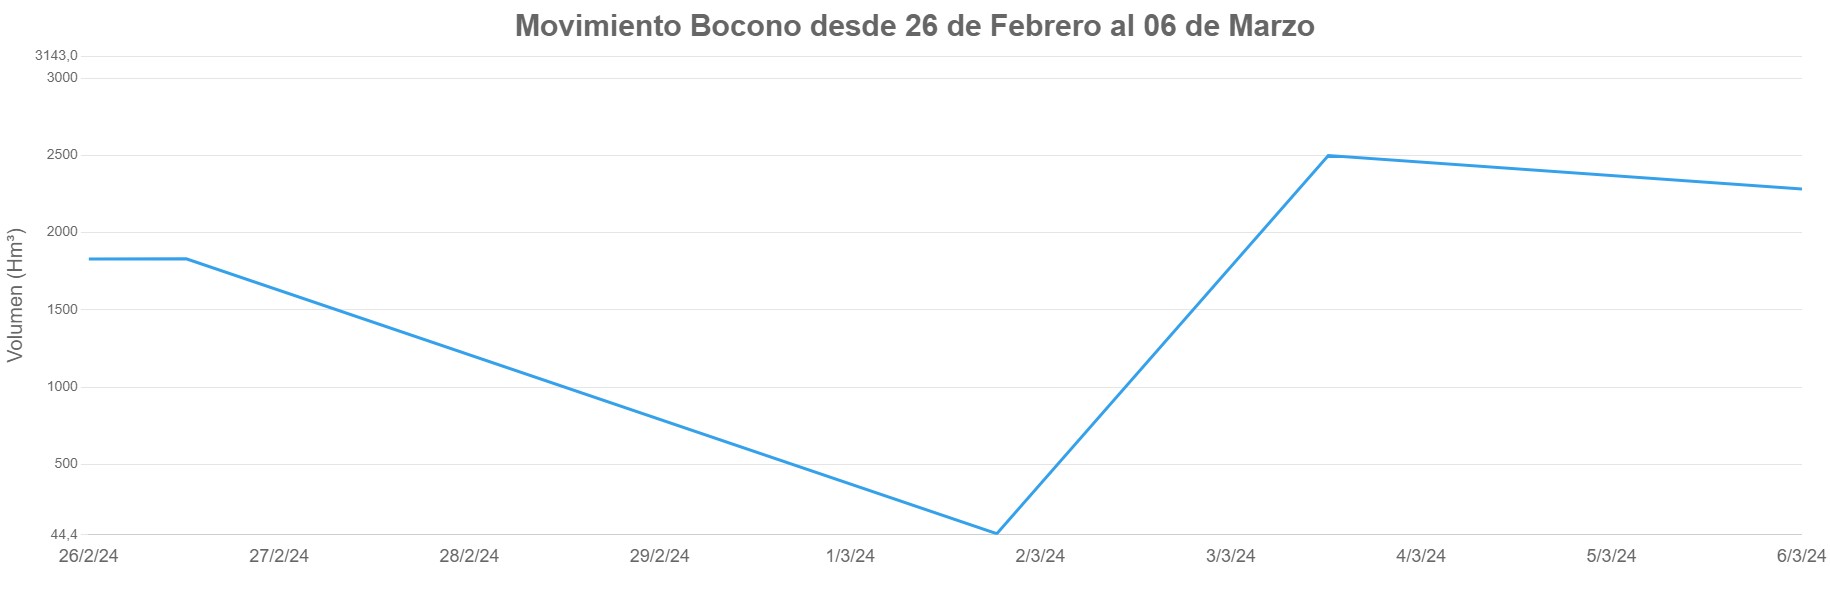 Movimiento Bocono desde 26 de Febrero al 06 de Marzo
3143,0
3000
2500
2000
1500
1000
500
44,4
Volumen (Hm³)
26/2/24 27/2/24 28/2/24 29/2/24 1/3/24 2/3/24 3/3/24 4/3/24 5/3/24 6/3/24